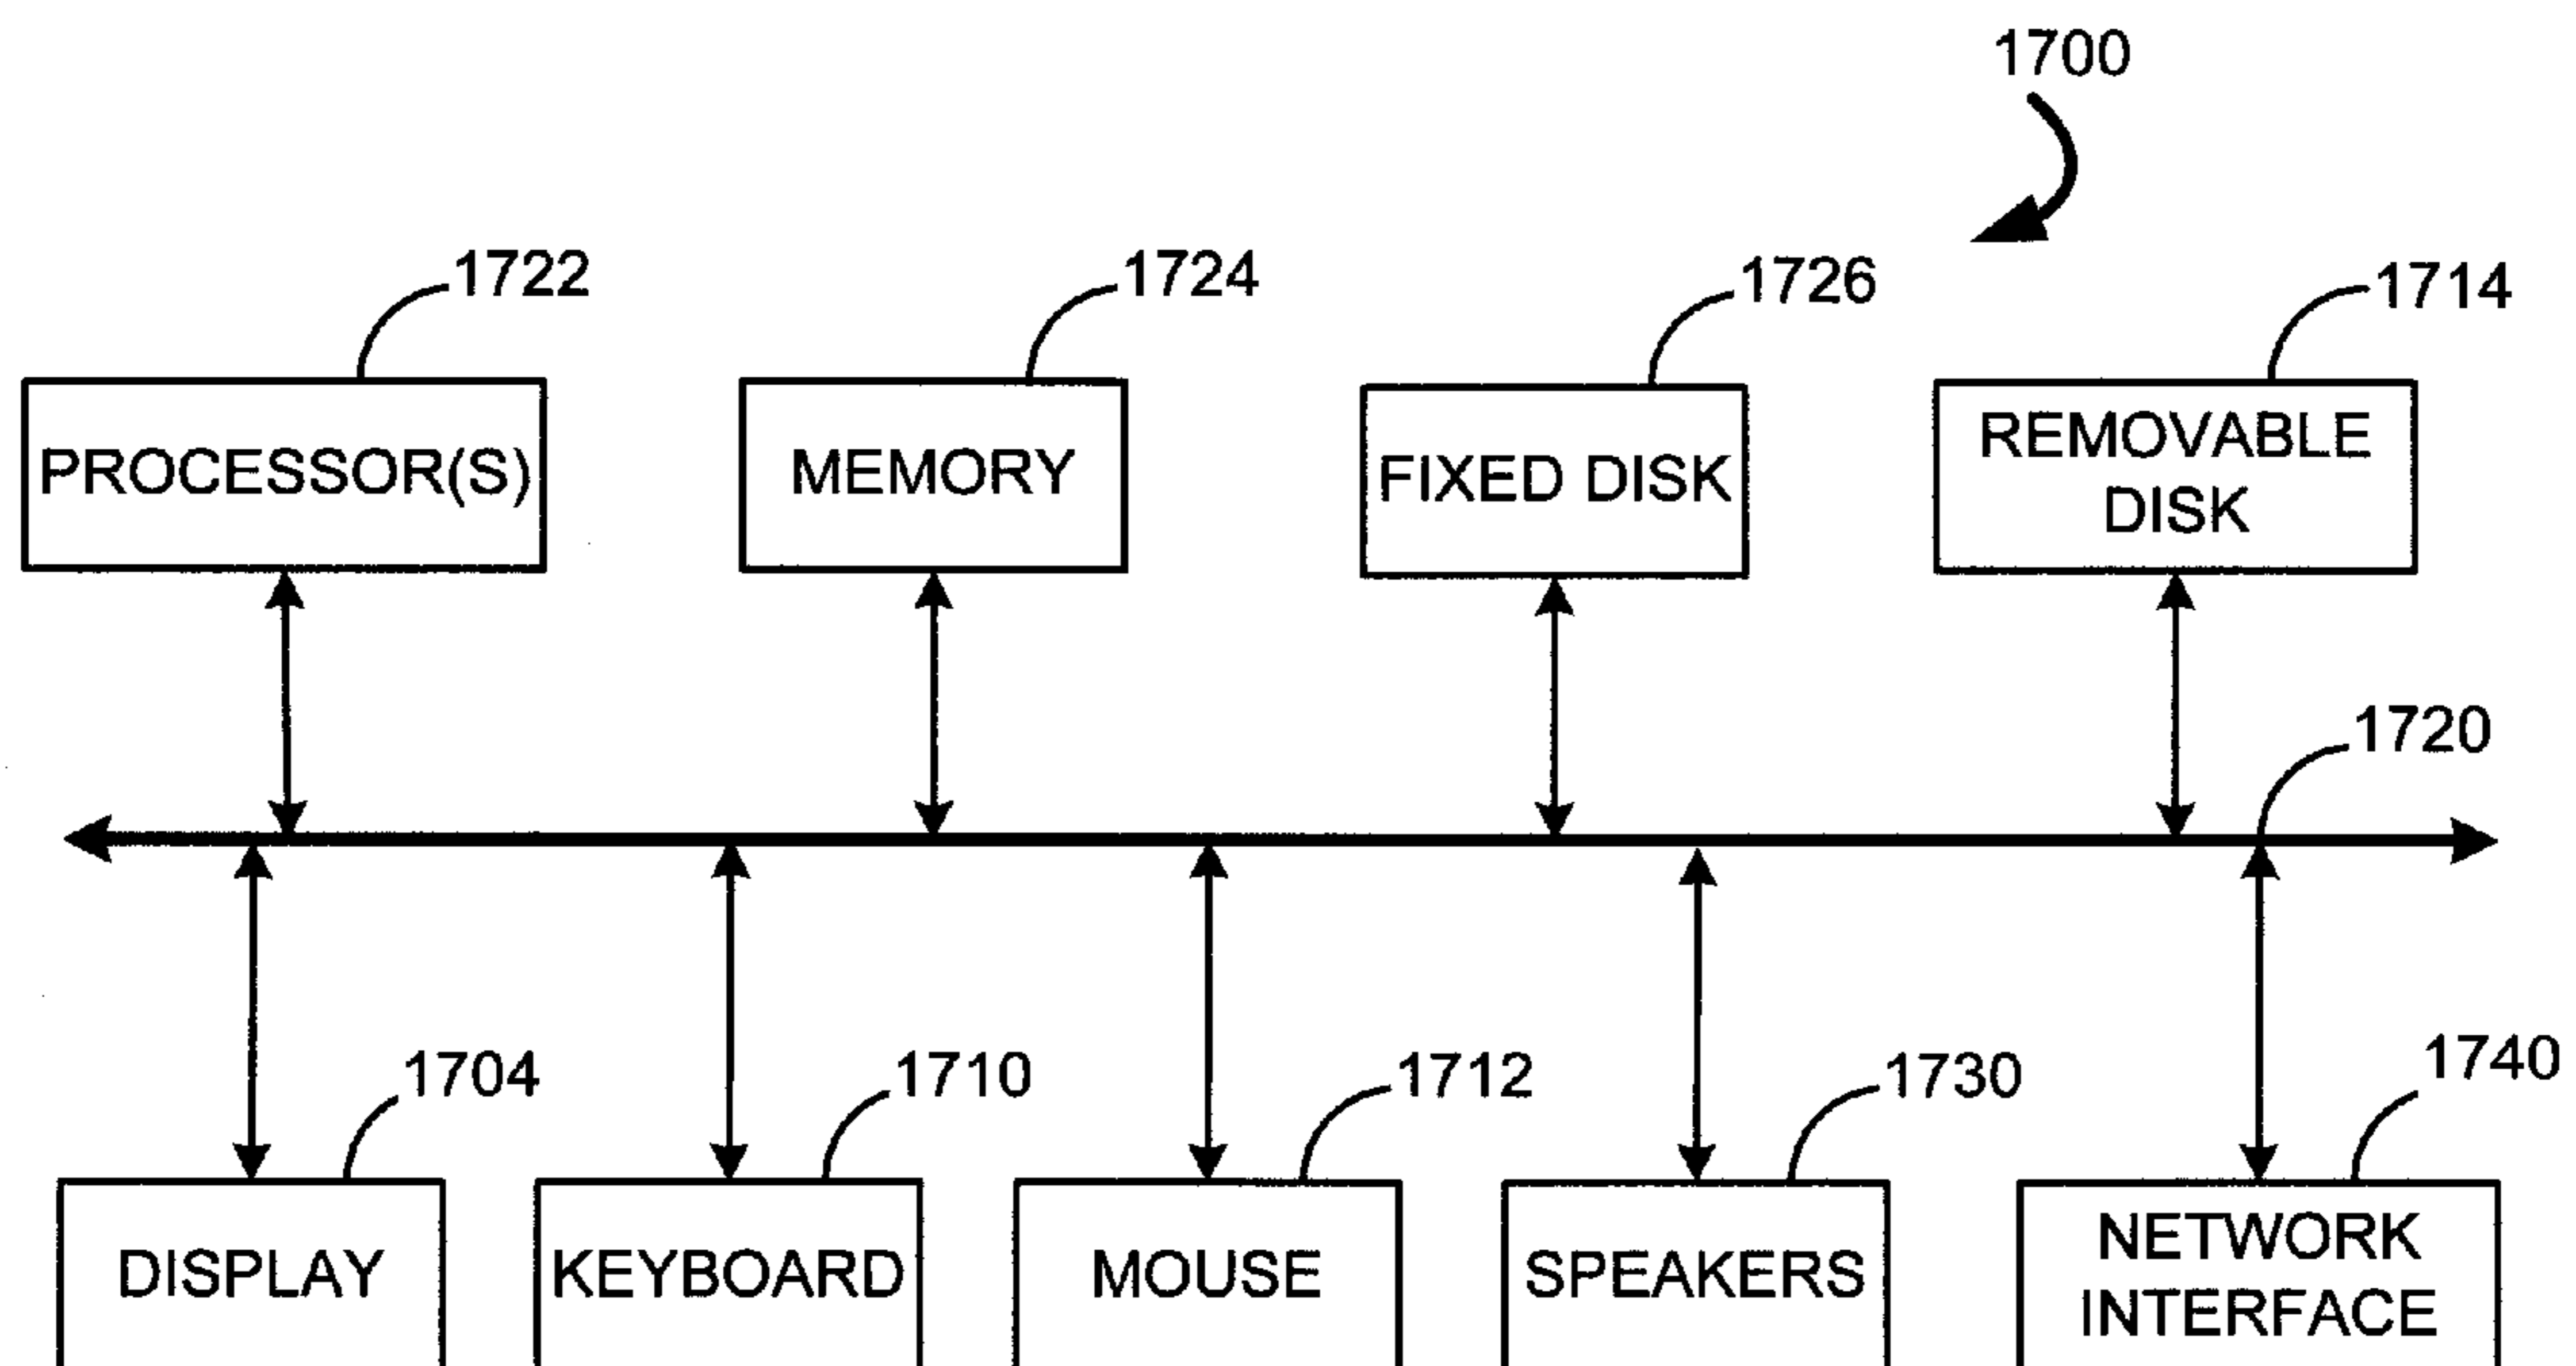 1700
1722
1724
1726
1714
PROCESSOR(S)
MEMORY
FIXED DISK
REMOVABLE
DISK
1720
1704
1710
1712
1730
1740
DISPLAY
KEYBOARD
MOUSE
SPEAKERS
NETWORK
INTERFACE